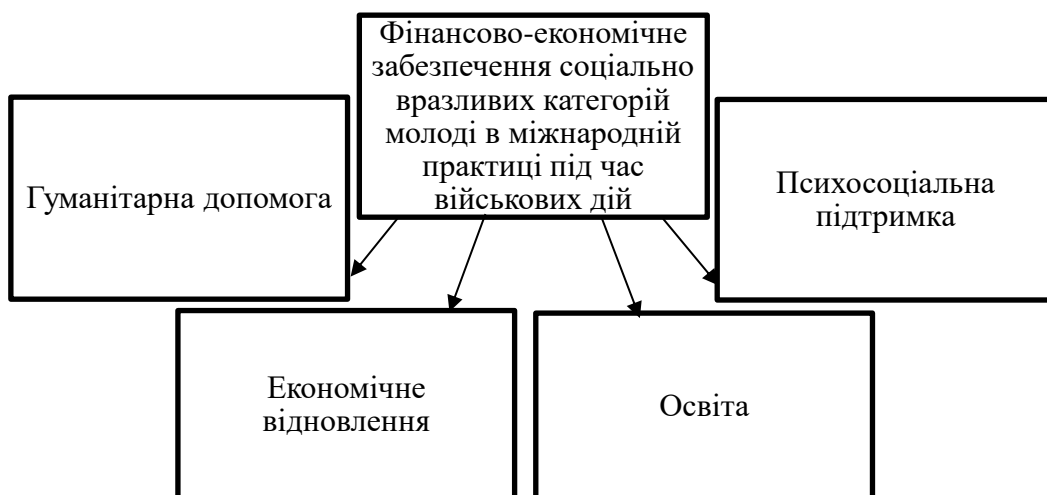 Фінансово-економічне
забезпечення соціально
вразливих категорій
молоді в міжнародній
практиці під час
військових дій
Гуманітарна допомога
Психосоціальна
підтримка
Економічне
відновлення
Освіта